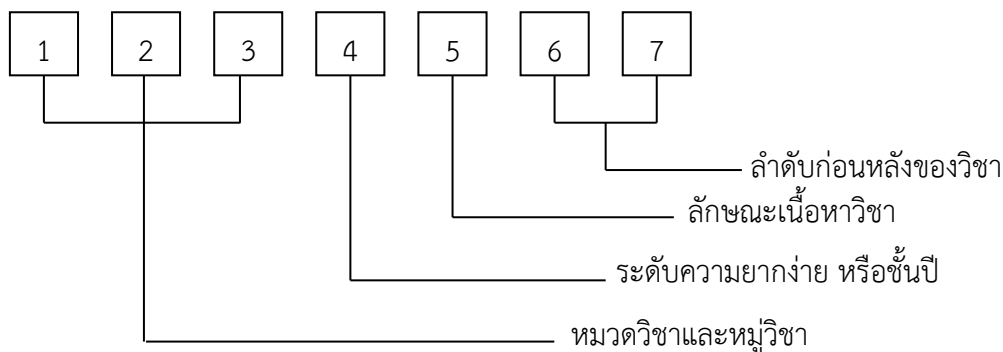 1 2 3 4 5 6 7
ลำดับก่อนหลังของวิชา
ลักษณะเนื้อหาวิชา
ระดับความยากง่าย หรือชั้นปี
หมวดวิชาและหมู่วิชา